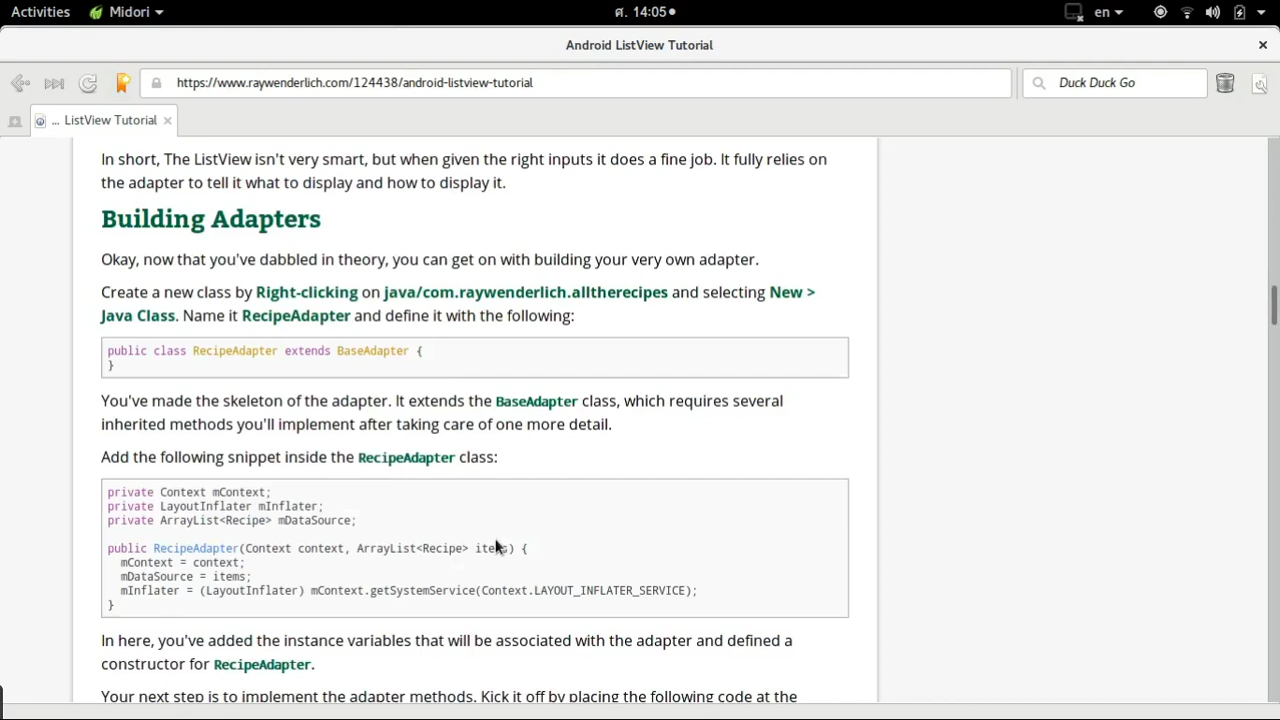 Activities Midori ศ. 14:05 en
Android ListView Tutorial
https://www.raywenderlich.com/124438/android-listview-tutorial Duck Duck Go
... ListView Tutorial
In short, The ListView isn't very smart, but when given the right inputs it does a fine job. It fully relies on
the adapter to tell it what to display and how to display it.
Building Adapters
Okay, now that you've dabbled in theory, you can get on with building your very own adapter.
Create a new class by Right-clicking on java/com.raywenderlich.alltherecipes and selecting New >
Java Class. Name it RecipeAdapter and define it with the following:
public class RecipeAdapter extends BaseAdapter {
}
You've made the skeleton of the adapter. It extends the BaseAdapter class, which requires several
inherited methods you'll implement after taking care of one more detail.
Add the following snippet inside the RecipeAdapter class:
private Context mContext;
private LayoutInflater mInflater;
private ArrayList<Recipe> mDataSource;
public RecipeAdapter(Context context, ArrayList<Recipe> items) {
mContext = context;
mDataSource = items;
mInflater = (LayoutInflater) mContext.getSystemService(Context.LAYOUT_INFLATER_SERVICE);
}
In here, you've added the instance variables that will be associated with the adapter and defined a
constructor for RecipeAdapter.
Your next step is to implement the adapter methods. Kick it off by placing the following code at the